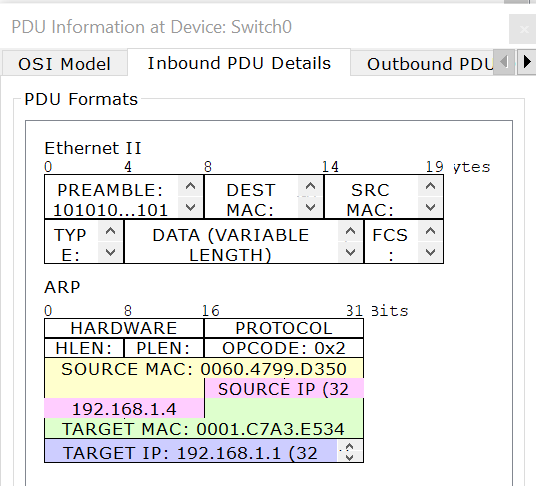 PDU Information at Device: Switch0
OSI Model Inbound PDU Details Outbound PDU
PDU Formats
Ethernet II
0 4 8 14 19 ytes
PREAMBLE: DEST SRC
101010...101 MAC: MAC:
TYP DATA (VARIABLE FCS
E: LENGTH) :
ARP
0 8 16 31 Bits
HARDWARE PROTOCOL
HLEN: PLEN: OPCODE: 0x2
SOURCE MAC: 0060.4799.D350
SOURCE IP (32
192.168.1.4
TARGET MAC: 0001.C7A3.E534
TARGET IP: 192.168.1.1 (32